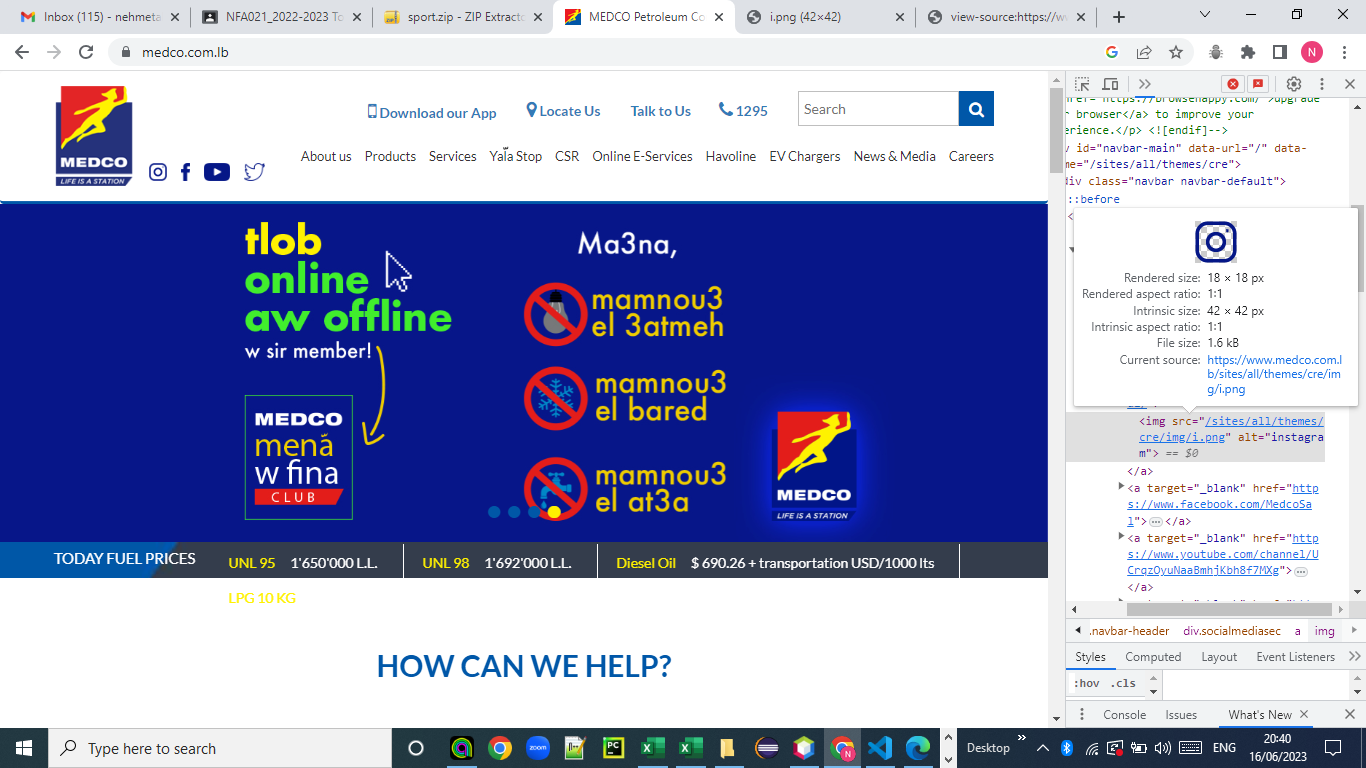 Inbox (115) - nehmeta
NFA021_2022-2023 To
sport.zip - ZIP Extracto
MEDCO Petroleum Co
i.png (42×42)
view-source:https://w
medco.com.lb
N
MEDCO
LIFE IS A STATION
Download our App
Locate Us
Talk to Us
1295
Search
About us
Products
Services
Yalla Stop
CSR
Online E-Services
Havoline
EV Chargers
News & Media
Careers
tlob
online
aw offline
w sir member!
MEDCO
menă
w fina
CLUB
Ma3na,
mamnou3
el 3atmeh
mamnou3
el bared
mamnou3
el at3a
MEDCO
LIFE IS A STATION
TODAY FUEL PRICES
UNL 95 1'650'000 L.L.
UNL 98 1'692'000 L.L.
Diesel Oil $ 690.26 + transportation USD/1000 lts
LPG 10 KG
HOW CAN WE HELP?
href="https://browsehappy.com/">upgrade
r browser</a> to improve your
erience.</p> <![endif]-->
v id="navbar-main" data-url="/" data-
me="/sites/all/themes/cre">
div class="navbar navbar-default">
::before
Rendered size: 18 × 18 px
Rendered aspect ratio: 1:1
Intrinsic size: 42 × 42 px
Intrinsic aspect ratio: 1:1
File size: 1.6 kB
Current source: https://www.medco.com.l
b/sites/all/themes/cre/im
g/i.png
<img src="/sites/all/themes/
cre/img/i.png" alt="instagra
m"> == $0
</a>
<a target="_blank" href="http
s://www.facebook.com/MedcoSa
l">…</a>
<a target="_blank" href="http
s://www.youtube.com/channel/U
CrqzOyuNaaBmhjKbh8f7MXg">…
</a>
.navbar-header div.socialmediasec a img
Styles Computed Layout Event Listeners
:hov .cls
Console Issues What's New
Type here to search
zoom
PC
Desktop
ENG
20:40
16/06/2023